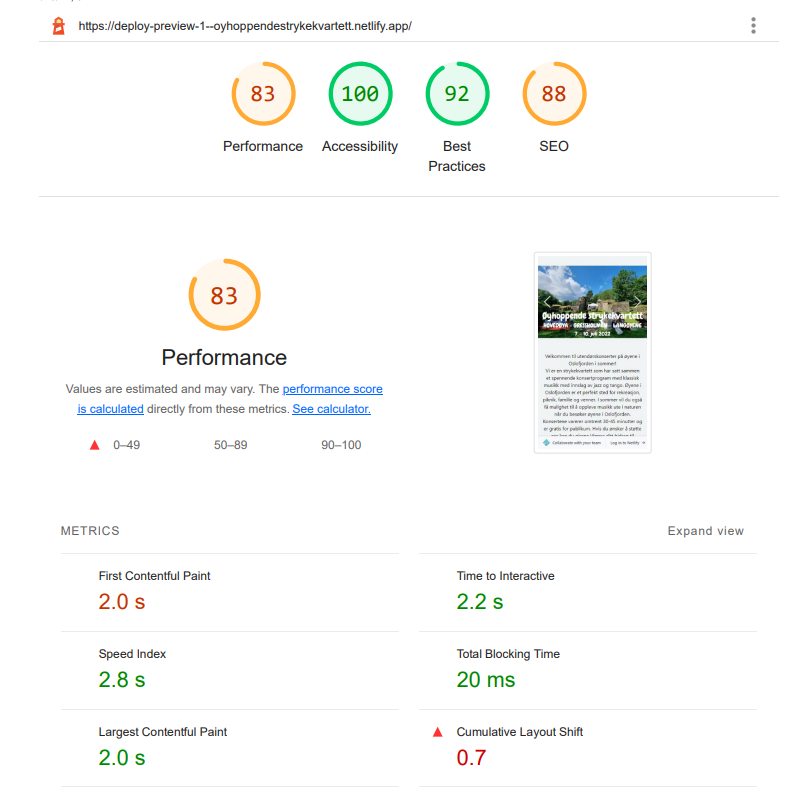 https://deploy-preview-1--oyhoppendestrykekvartett.netlify.app/
83
100
92
88
Performance
Accessibility
Best
Practices
SEO
83
Performance
Values are estimated and may vary. The performance score
is calculated directly from these metrics. See calculator.
0–49
50–89
90–100
Øyhoppende strykekvartett
HOVEDØYA - GRESSHOLMEN - LANGØYENE
7. - 10. juli 2022
Velkommen til utendørskonserter på øyene i
Oslofjorden i sommer!
Vi er en strykekvartett som har satt sammen
et spennende konsertprogram med klassisk
musikk med innslag av jazz og tango. Øyene i
Oslofjorden er et perfekt sted for rekreasjon,
piknik, familie og venner. I sommer vil du også
få mulighet til å oppleve musikk ute i naturen
når du besøker øyene i Oslofjorden.
Konsertene varer omtrent 30-45 minutter og
er gratis for publikum. Hvis du ønsker å støtte
Collaborate with your team
Log in to Netlify
METRICS
Expand view
First Contentful Paint
2.0 s
Time to Interactive
2.2 s
Speed Index
2.8 s
Total Blocking Time
20 ms
Largest Contentful Paint
2.0 s
Cumulative Layout Shift
0.7